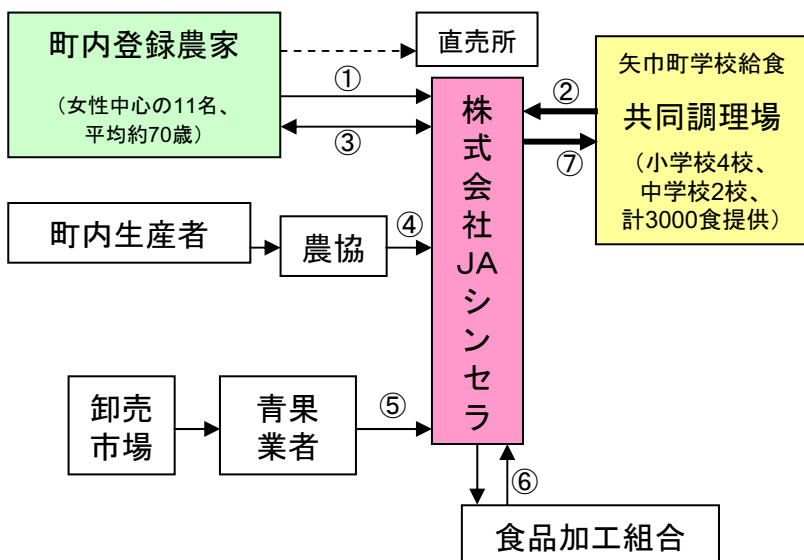 町内登録農家
（女性中心の11名、
平均約70歳）
直売所
矢巾町学校給食
共同調理場
（小学校4校、
中学校2校、
計3000食提供）
①
②
③
⑦
株式会社JAシンセラ
町内生産者
農協
④
卸売
市場
青果
業者
⑤
⑥
食品加工組合